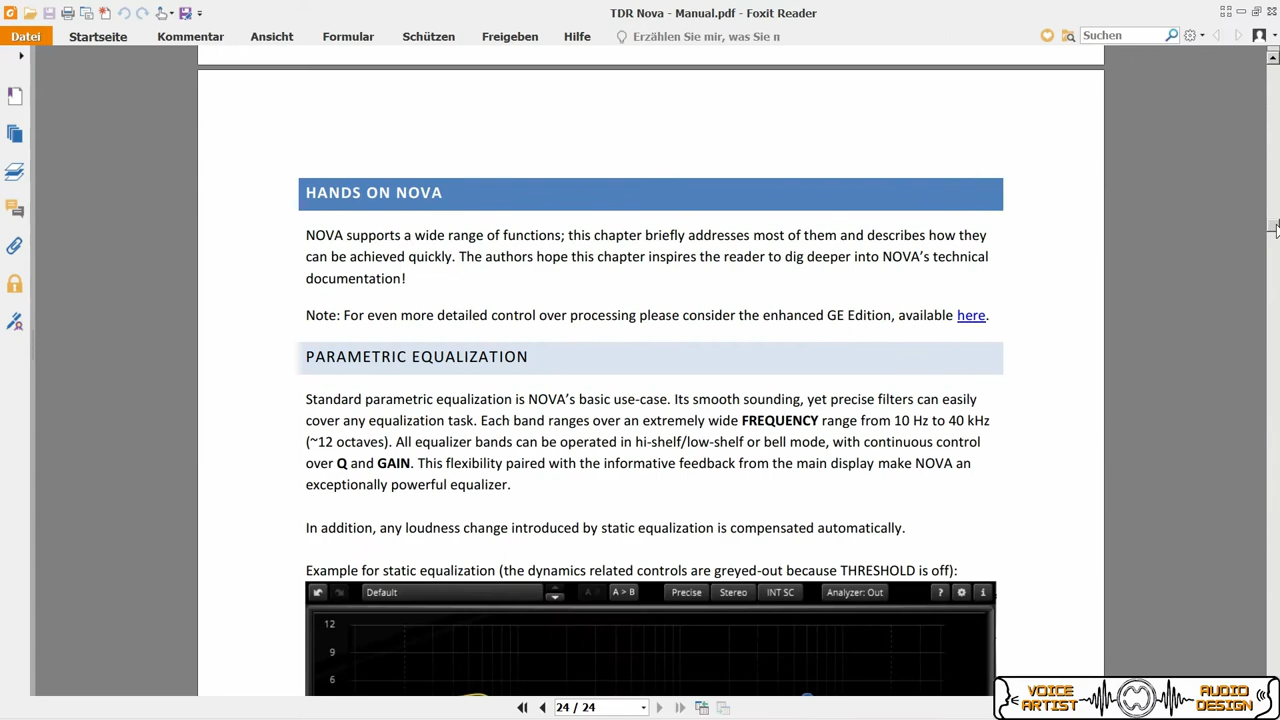 TDR Nova - Manual.pdf - Foxit Reader
Datei Startseite Kommentar Ansicht Formular Schützen Freigeben Hilfe Erzählen Sie mir, was Sie n Suchen
HANDS ON NOVA
NOVA supports a wide range of functions; this chapter briefly addresses most of them and describes how they
can be achieved quickly. The authors hope this chapter inspires the reader to dig deeper into NOVA's technical
documentation!
Note: For even more detailed control over processing please consider the enhanced GE Edition, available here.
PARAMETRIC EQUALIZATION
Standard parametric equalization is NOVA's basic use-case. Its smooth sounding, yet precise filters can easily
cover any equalization task. Each band ranges over an extremely wide FREQUENCY range from 10 Hz to 40 kHz
(~12 octaves). All equalizer bands can be operated in hi-shelf/low-shelf or bell mode, with continuous control
over Q and GAIN. This flexibility paired with the informative feedback from the main display make NOVA an
exceptionally powerful equalizer.
In addition, any loudness change introduced by static equalization is compensated automatically.
Example for static equalization (the dynamics related controls are greyed-out because THRESHOLD is off):
Default A > B Precise Stereo INT SC Analyzer: Out ? i
12
9
6
24 / 24
VOICE ARTIST AUDIO DESIGN